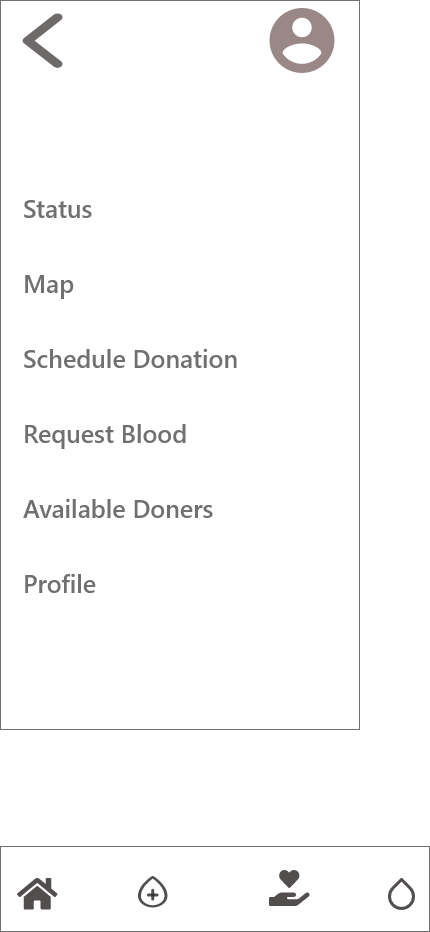 Status
Map
Schedule Donation
Request Blood
Available Doners
Profile